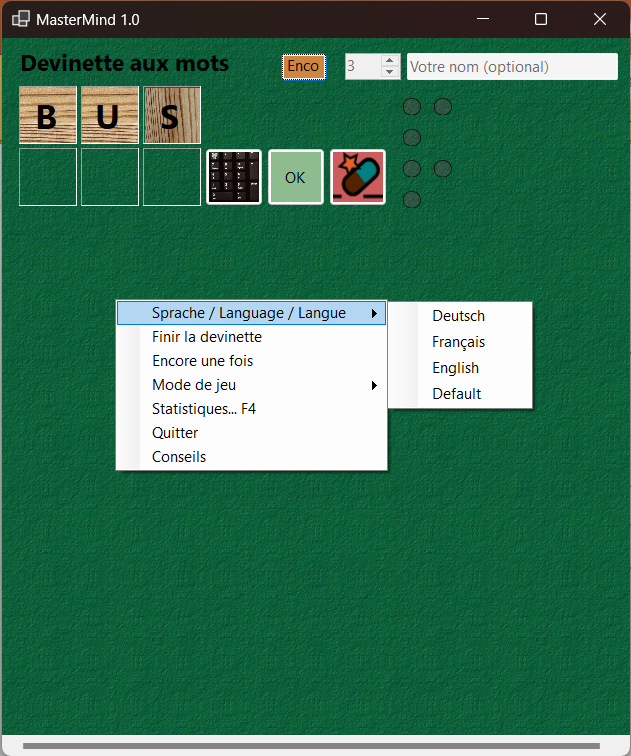 MasterMind 1.0
Devinette aux mots
Enco
3
Votre nom (optional)
B U S
OK
Sprache / Language / Langue
Finir la devinette
Encore une fois
Mode de jeu
Statistiques... F4
Quitter
Conseils
Deutsch
Français
English
Default